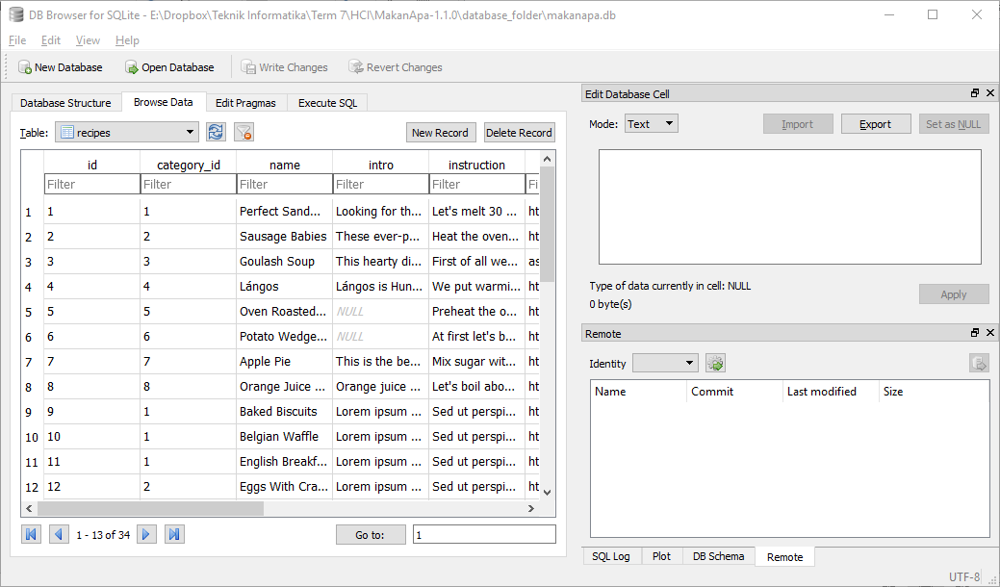 DB Browser for SQLite - E:\Dropbox\Teknik Informatika\Term 7\HCI\MakanApa-1.1.0\database_folder\makanapa.db
File Edit View Help
New Database Open Database Write Changes Revert Changes
Database Structure Browse Data Edit Pragmas Execute SQL
Table: recipes New Record Delete Record
id category_id name intro instruction
Filter Filter Filter Filter Filter Fi
1 1 1 Perfect Sand... Looking for th... Let's melt 30 ... ht
2 2 2 Sausage Babies These ever-p... Heat the oven... ht
3 3 3 Goulash Soup This hearty di... First of all we... as
4 4 4 Lángos Lángos is Hun... We put warmi... ht
5 5 5 Oven Roasted... NULL Preheat the o... ht
6 6 6 Potato Wedge... NULL At first let's b... ht
7 7 7 Apple Pie This is the be... Mix sugar wit... ht
8 8 8 Orange Juice ... Orange juice ... Let's boil abo... ht
9 9 1 Baked Biscuits Lorem ipsum ... Sed ut perspi... ht
10 10 1 Belgian Waffle Lorem ipsum ... Sed ut perspi... ht
11 11 1 English Breakf... Lorem ipsum ... Sed ut perspi... ht
12 12 2 Eggs With Cra... Lorem ipsum ... Sed ut perspi... ht
1 - 13 of 34 Go to: 1
Edit Database Cell
Mode: Text Import Export Set as NULL
Type of data currently in cell: NULL
0 byte(s)
Apply
Remote
Identity
Name Commit Last modified Size
SQL Log Plot DB Schema Remote
UTF-8